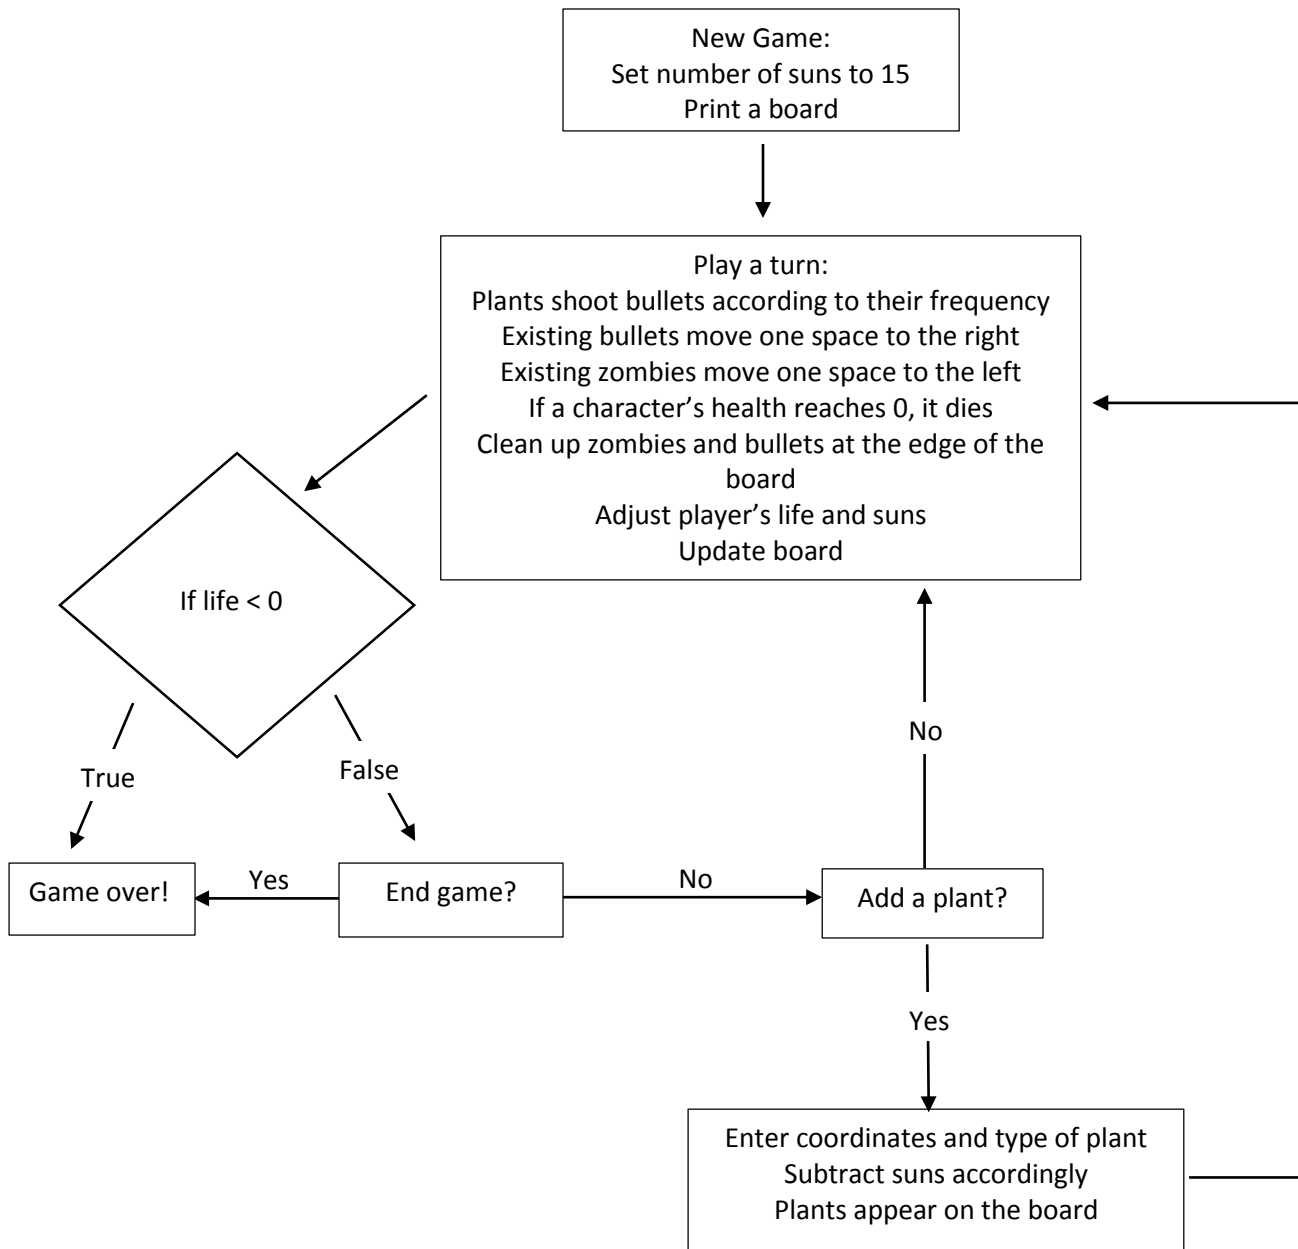 New Game:
Set number of suns to 15
Print a board
Play a turn:
Plants shoot bullets according to their frequency
Existing bullets move one space to the right
Existing zombies move one space to the left
If a character’s health reaches 0, it dies
Clean up zombies and bullets at the edge of the
board
Adjust player’s life and suns
Update board
If life < 0
True
False
No
Game over!
Yes
End game?
No
Add a plant?
Yes
Enter coordinates and type of plant
Subtract suns accordingly
Plants appear on the board